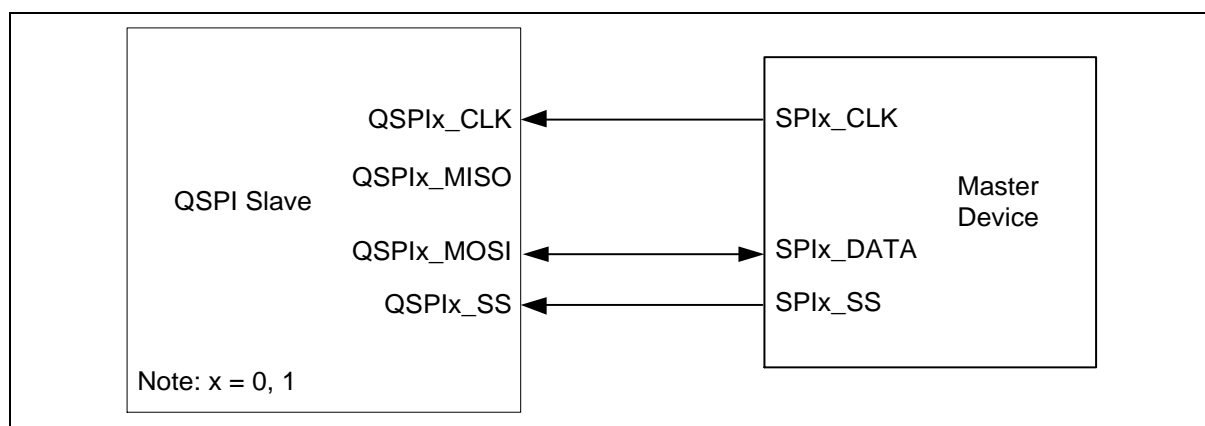 QSPIx_CLK
SPIx_CLK
QSPIx_MISO
QSPI Slave
Master
Device
QSPIx_MOSI
SPIx_DATA
QSPIx_SS
SPIx_SS
Note: x = 0, 1